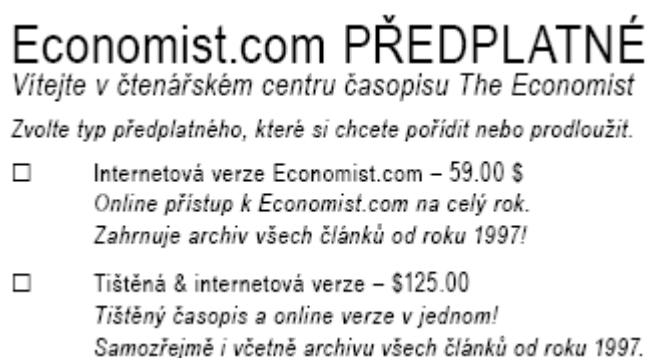 Economist.com PŘEDPLATNÉ
Vítejte v čtenářském centru časopisu The Economist
Zvolte typ předplatného, které si chcete pořídit nebo prodloužit.
☐ Internetová verze Economist.com – 59.00 $
Online přístup k Economist.com na celý rok.
Zahrnuje archiv všech článků od roku 1997!
☐ Tištěná & internetová verze – $125.00
Tištěný časopis a online verze v jednom!
Samozřejmě i včetně archivu všech článků od roku 1997.